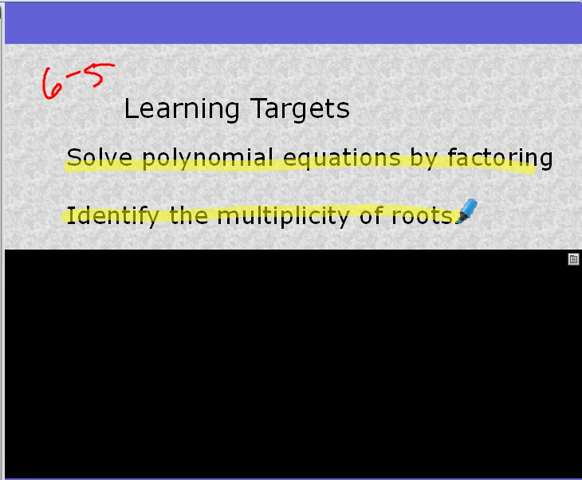 6-5
Learning Targets
Solve polynomial equations by factoring
Identify the multiplicity of roots.